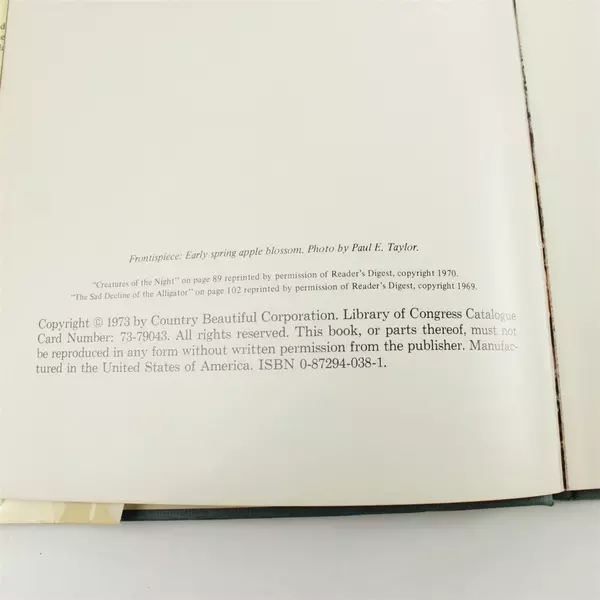 d
e
k
Frontispiece: Early spring apple blossom. Photo by Paul E. Taylor.
"Creatures of the Night" on page 89 reprinted by permission of Reader's Digest, copyright 1970.
"The Sad Decline of the Alligator" on page 102 reprinted by permission of Reader's Digest, copyright 1969.
Copyright © 1973 by Country Beautiful Corporation. Library of Congress Catalogue
Card Number: 73-79043. All rights reserved. This book, or parts thereof, must not
be reproduced in any form without written permission from the publisher. Manufac-
tured in the United States of America. ISBN 0-87294-038-1.